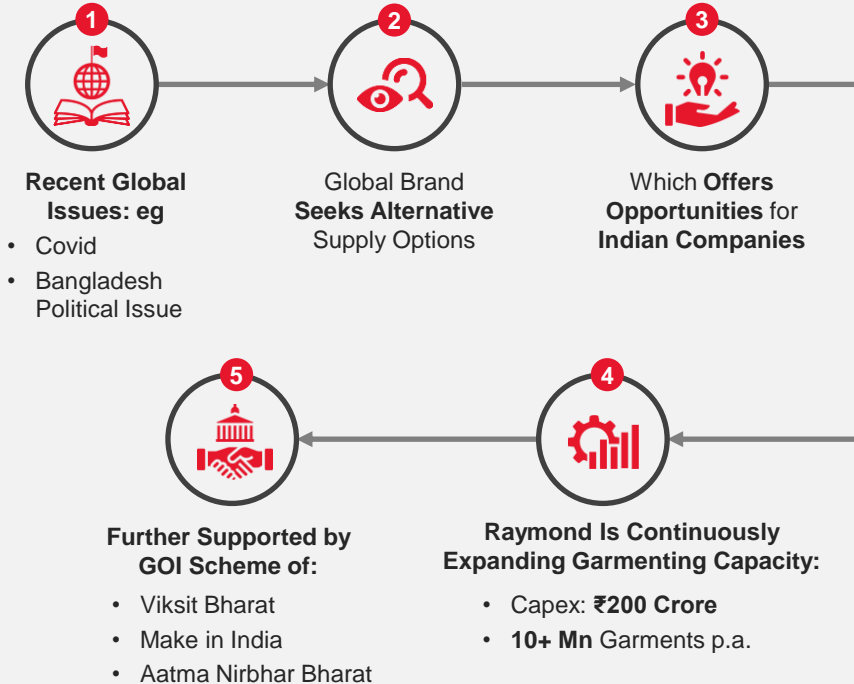 1
Recent Global
Issues: eg
• Covid
• Bangladesh
Political Issue
2
Global Brand
Seeks Alternative
Supply Options
3
Which Offers
Opportunities for
Indian Companies
4
Raymond Is Continuously
Expanding Garmenting Capacity:
• Capex: ₹200 Crore
• 10+ Mn Garments p.a.
5
Further Supported by
GOI Scheme of:
• Viksit Bharat
• Make in India
• Aatma Nirbhar Bharat